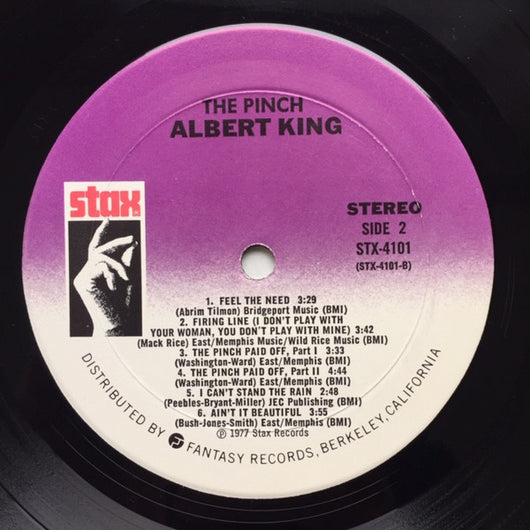 THE PINCH
ALBERT KING
stax
STEREO
SIDE 2
STX-4101
(STX-4101-B)
1. FEEL THE NEED 3:29
(Abrim Tilmon) Bridgeport Music (BMI)
2. FIRING LINE (I DON'T PLAY WITH
YOUR WOMAN, YOU DON'T PLAY WITH MINE) 3:42
(Mack Rice) East/Memphis Music/Wild Rice Music (BMI)
3. THE PINCH PAID OFF, Part I 3:33
(Washington-Ward) East/Memphis (BMI)
4. THE PINCH PAID OFF, Part II 4:44
(Washington-Ward) East/Memphis (BMI)
5. I CAN'T STAND THE RAIN 2:48
(Peebles-Bryant-Miller) JEC Publishing (BMI)
6. AIN'T IT BEAUTIFUL 3:55
(Bush-Jones-Smith) East/Memphis (BMI)
℗ 1977 Stax Records
DISTRIBUTED BY FANTASY RECORDS, BERKELEY, CALIFORNIA